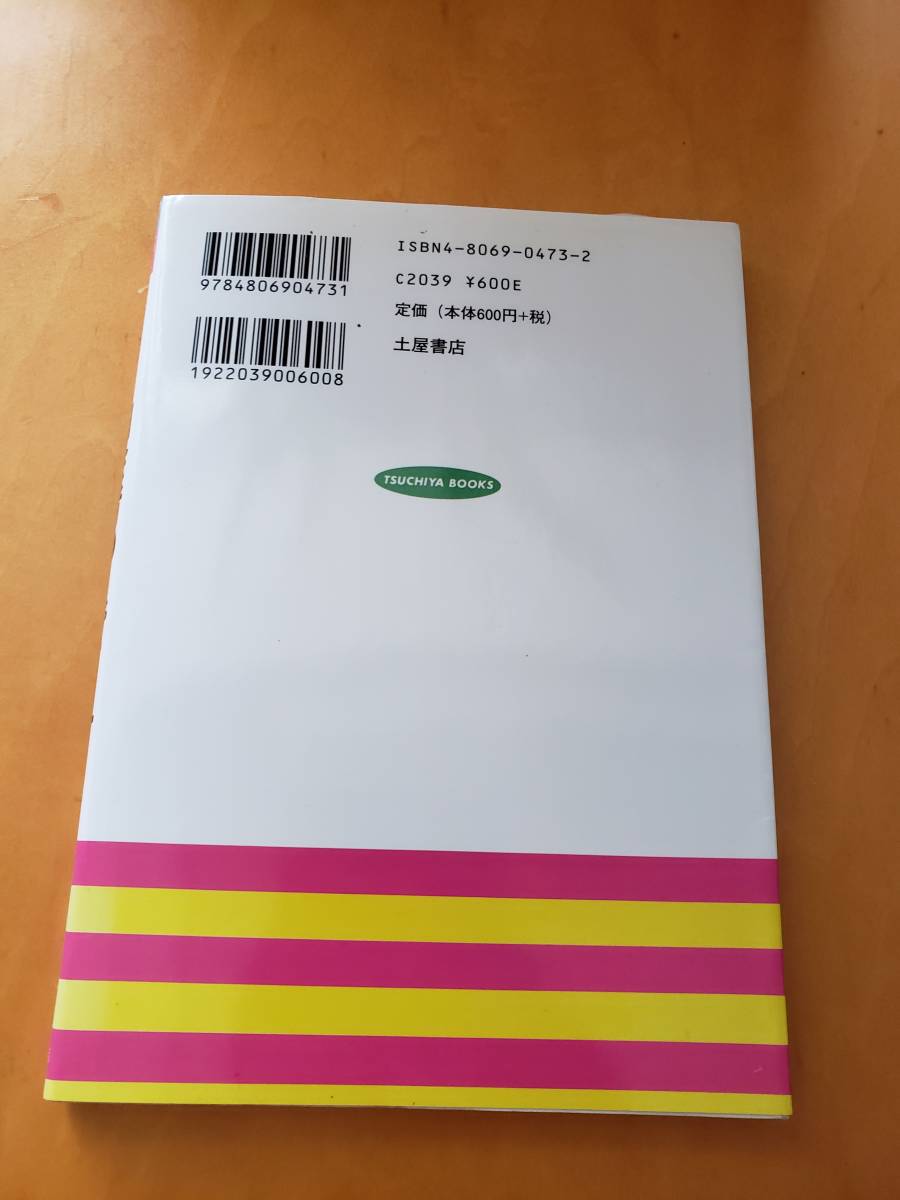 9784806904731
1922039006008
ISBN4-8069-0473-2
C2039 ¥600E
定価（本体600円+税）
土屋書店
TSUCHIYA BOOKS